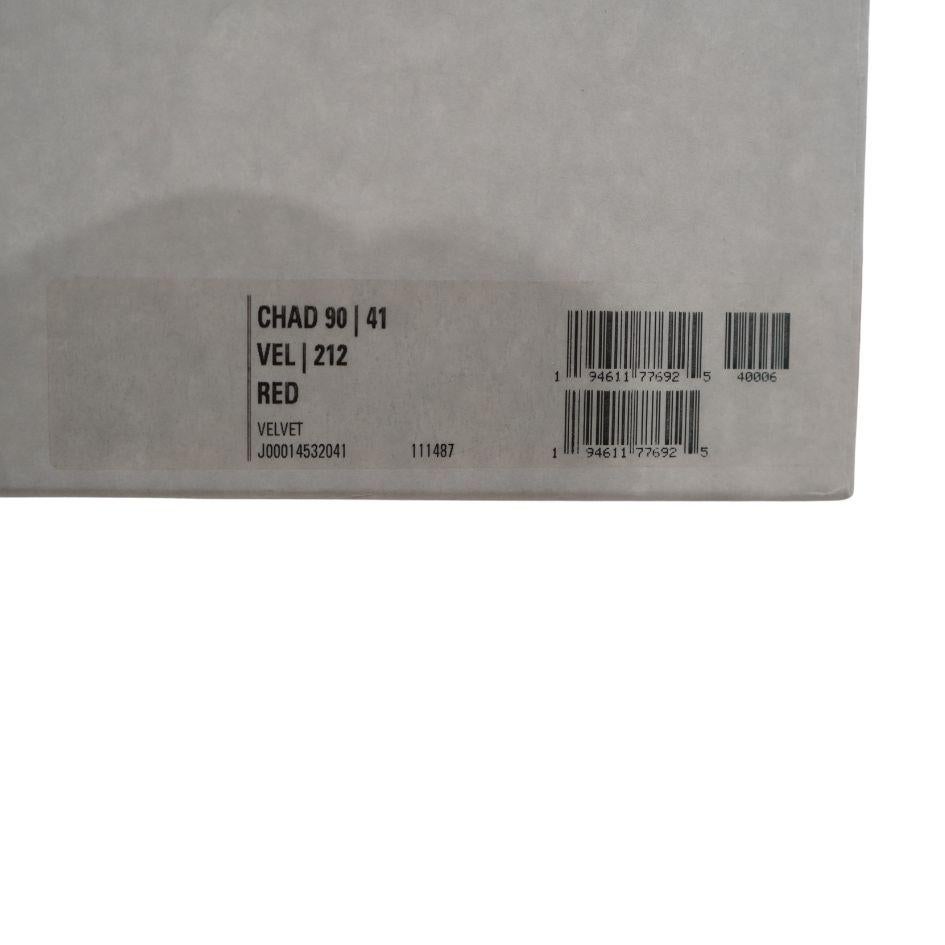 CHAD 90 | 41
VEL | 212
RED
VELVET
J00014532041 111487
1 94611 77692 5 40006
1 94611 77692 5